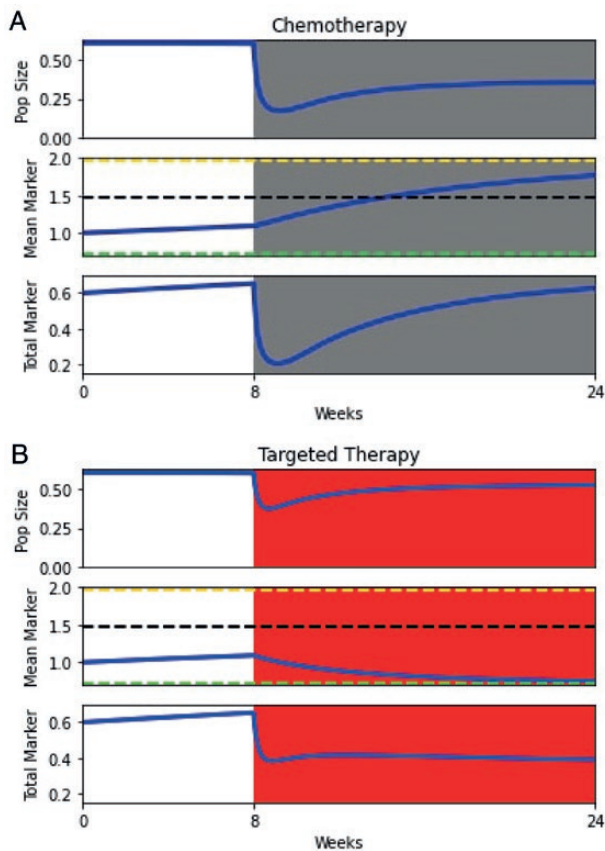 A
Chemotherapy
Pop Size
0.50
0.25
0.00
Mean Marker
2.0
1.5
1.0
Total Marker
0.6
0.4
0.2
0 8 24
Weeks
B
Targeted Therapy
Pop Size
0.50
0.25
0.00
Mean Marker
2.0
1.5
1.0
Total Marker
0.6
0.4
0.2
0 8 24
Weeks